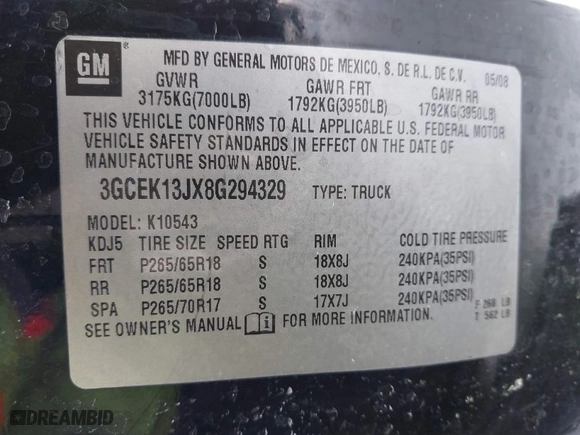 GM
MFD BY GENERAL MOTORS DE MEXICO, S. DE R.L. DE C.V. 05/08
GVWR GAWR FRT GAWR RR
3175KG(7000LB) 1792KG(3950LB) 1792KG(3950LB)
THIS VEHICLE CONFORMS TO ALL APPLICABLE U.S. FEDERAL MOTOR
VEHICLE SAFETY STANDARDS IN EFFECT ON THE DATE OF
MANUFACTURE SHOWN ABOVE.
3GCEK13JX8G294329 TYPE: TRUCK
MODEL: K10543
KDJ5 TIRE SIZE SPEED RTG RIM COLD TIRE PRESSURE
FRT P265/65R18 S 18X8J 240KPA(35PSI)
RR P265/65R18 S 18X8J 240KPA(35PSI)
SPA P265/70R17 S 17X7J 240KPA(35PSI) F 268 LB
SEE OWNER'S MANUAL FOR MORE INFORMATION. T 562 LB
DREAMBID